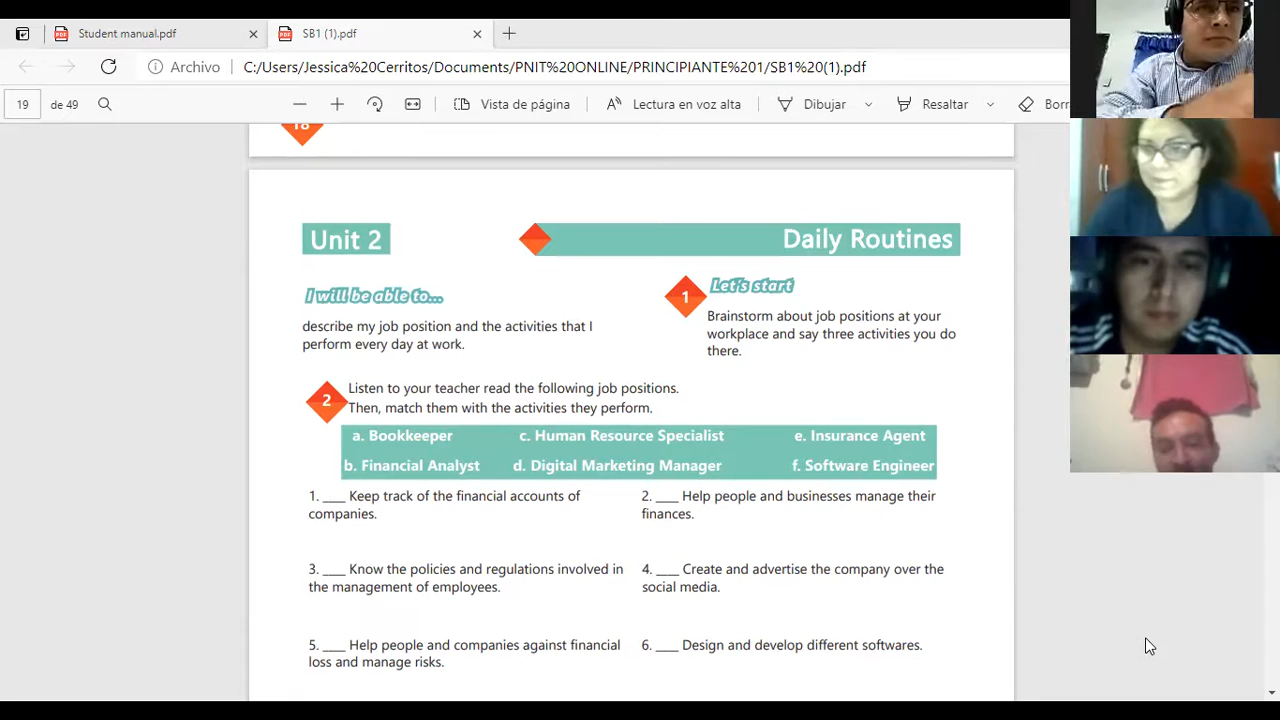 Student manual.pdf
SB1 (1).pdf
Archivo C:/Users/Jessica%20Cerritos/Documents/PNIT%20ONLINE/PRINCIPIANTE%201/SB1%20(1).pdf
19 de 49 Vista de página Lectura en voz alta Dibujar Resaltar Borr
18
Unit 2
Daily Routines
I will be able to...
describe my job position and the activities that I
perform every day at work.
1
Let's start
Brainstorm about job positions at your
workplace and say three activities you do
there.
2
Listen to your teacher read the following job positions.
Then, match them with the activities they perform.
a. Bookkeeper c. Human Resource Specialist e. Insurance Agent
b. Financial Analyst d. Digital Marketing Manager f. Software Engineer
1. ___ Keep track of the financial accounts of
companies.
2. ___ Help people and businesses manage their
finances.
3. ___ Know the policies and regulations involved in
the management of employees.
4. ___ Create and advertise the company over the
social media.
5. ___ Help people and companies against financial
loss and manage risks.
6. ___ Design and develop different softwares.